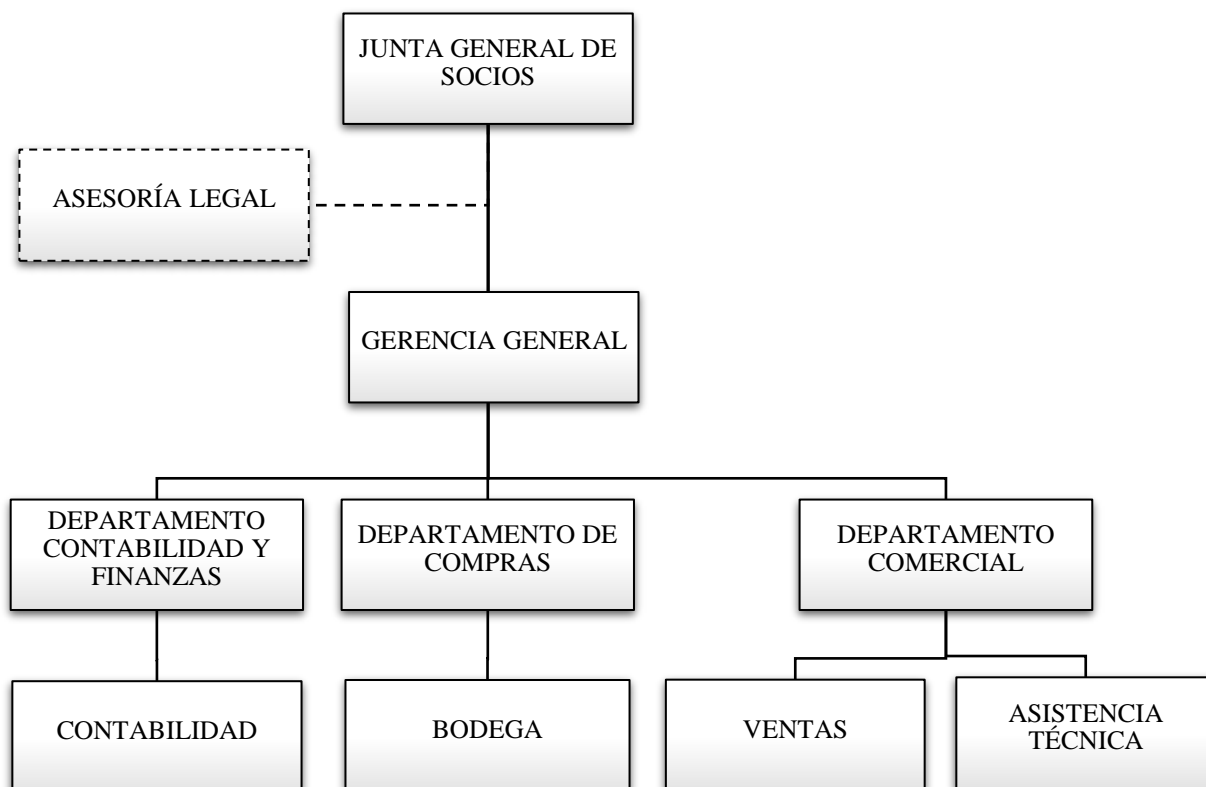 JUNTA GENERAL DE
SOCIOS
ASESORÍA LEGAL
GERENCIA GENERAL
DEPARTAMENTO
CONTABILIDAD Y
FINANZAS
DEPARTAMENTO DE
COMPRAS
DEPARTAMENTO
COMERCIAL
CONTABILIDAD
BODEGA
VENTAS
ASISTENCIA
TÉCNICA